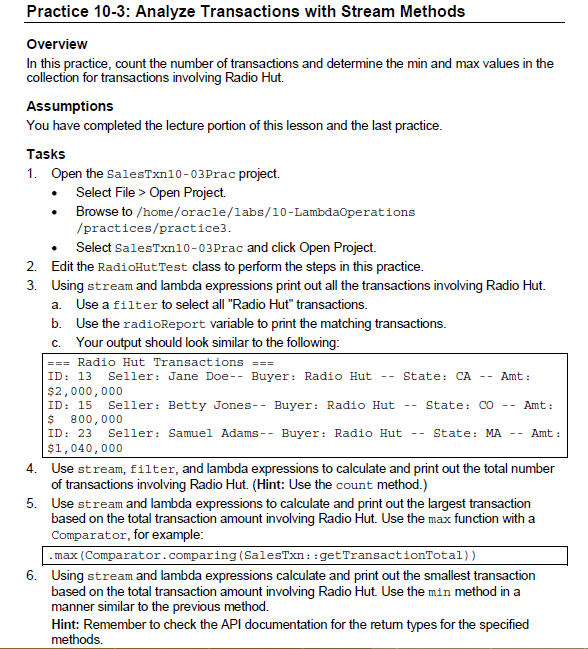 Practice 10-3: Analyze Transactions with Stream Methods
Overview
In this practice, count the number of transactions and determine the min and max values in the
collection for transactions involving Radio Hut.
Assumptions
You have completed the lecture portion of this lesson and the last practice.
Tasks
1. Open the SalesTxn10-03Prac project.
• Select File > Open Project.
• Browse to /home/oracle/labs/10-LambdaOperations
/practices/practice3.
• Select SalesTxn10-03Prac and click Open Project.
2. Edit the RadioHutTest class to perform the steps in this practice.
3. Using stream and lambda expressions print out all the transactions involving Radio Hut.
a. Use a filter to select all "Radio Hut" transactions.
b. Use the radioReport variable to print the matching transactions.
c. Your output should look similar to the following:
=== Radio Hut Transactions ===
ID: 13 Seller: Jane Doe-- Buyer: Radio Hut -- State: CA -- Amt:
$2,000,000
ID: 15 Seller: Betty Jones-- Buyer: Radio Hut -- State: CO -- Amt:
$ 800,000
ID: 23 Seller: Samuel Adams-- Buyer: Radio Hut -- State: MA -- Amt:
$1,040,000
4. Use stream, filter, and lambda expressions to calculate and print out the total number
of transactions involving Radio Hut. (Hint: Use the count method.)
5. Use stream and lambda expressions to calculate and print out the largest transaction
based on the total transaction amount involving Radio Hut. Use the max function with a
Comparator, for example:
.max(Comparator.comparing(SalesTxn::getTransactionTotal))
6. Using stream and lambda expressions calculate and print out the smallest transaction
based on the total transaction amount involving Radio Hut. Use the min method in a
manner similar to the previous method.
Hint: Remember to check the API documentation for the return types for the specified
methods.